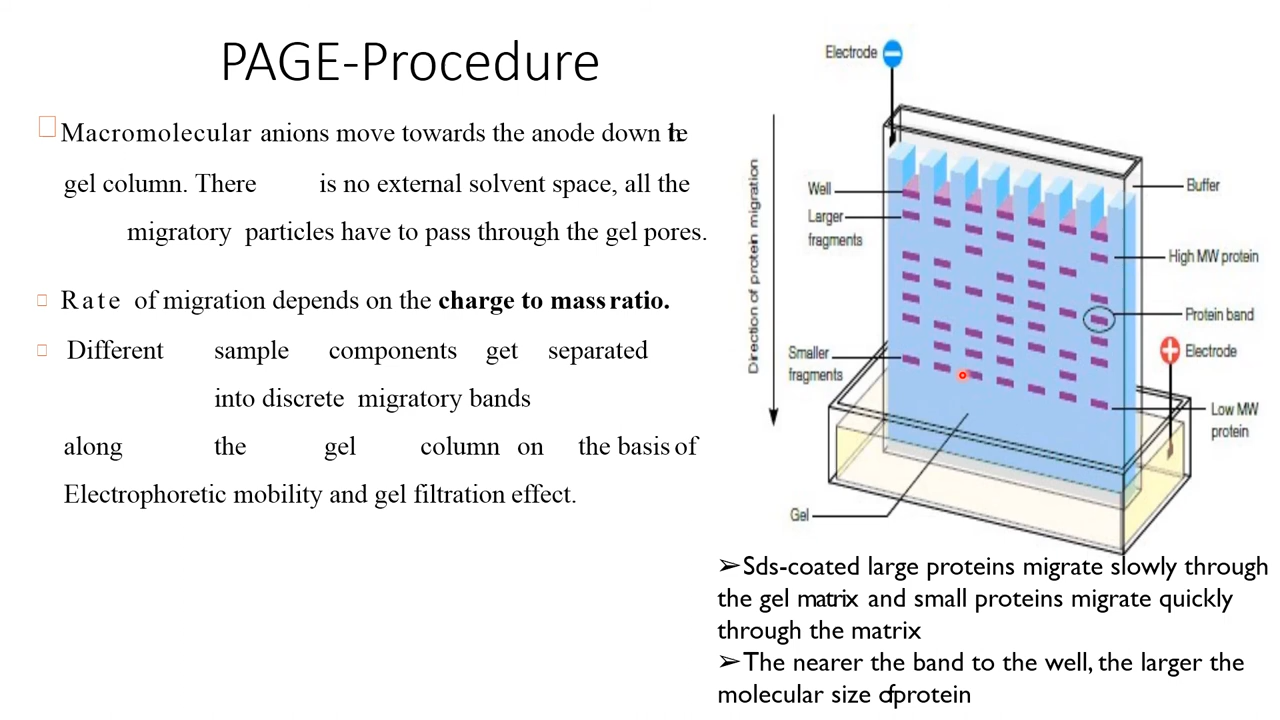 PAGE-Procedure
Macromolecular anions move towards the anode down the
gel column. There is no external solvent space, all the
migratory particles have to pass through the gel pores.
Rate of migration depends on the charge to mass ratio.
Different sample components get separated
into discrete migratory bands
along the gel column on the basis of
Electrophoretic mobility and gel filtration effect.
Electrode
−
Direction of protein migration
Well
Larger
fragments
Smaller
fragments
Gel
Buffer
High MW protein
Protein band
+
Electrode
Low MW
protein
➢Sds-coated large proteins migrate slowly through
the gel matrix and small proteins migrate quickly
through the matrix
➢The nearer the band to the well, the larger the
molecular size of protein